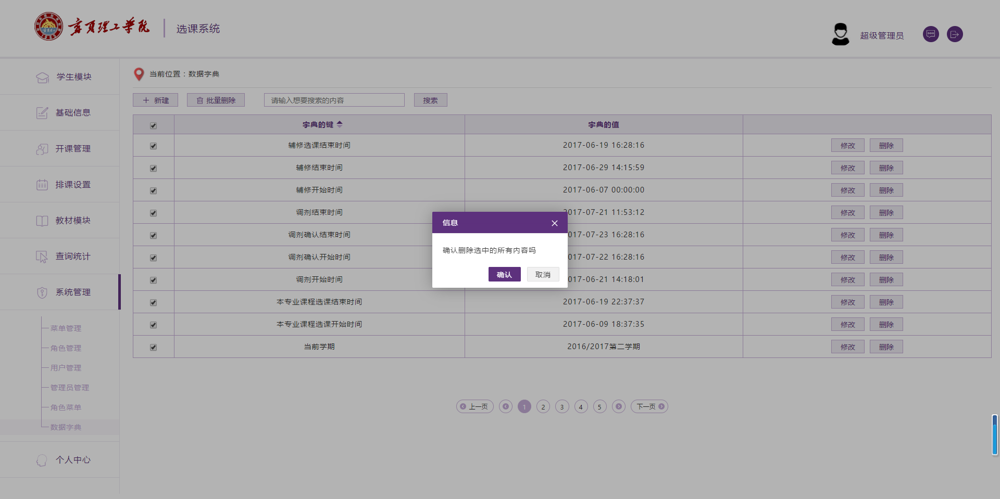 选课系统
超级管理员
学生模块
基础信息
开课管理
排课设置
教材模块
查询统计
系统管理
菜单管理
角色管理
用户管理
管理员管理
角色菜单
数据字典
个人中心
当前位置：数据字典
新建 批量删除 请输入想要搜索的内容 搜索
字典的键 字典的值
辅修选课结束时间 2017-06-19 16:28:16 修改 删除
辅修结束时间 2017-06-29 14:15:59 修改 删除
辅修开始时间 2017-06-07 00:00:00 修改 删除
调剂结束时间 017-07-21 11:53:12 修改 删除
调剂确认结束时间 017-07-23 16:28:16 修改 删除
调剂确认开始时间 017-07-22 16:28:16 修改 删除
调剂开始时间 017-06-21 14:18:01 修改 删除
本专业课程选课结束时间 2017-06-19 22:37:37 修改 删除
本专业课程选课开始时间 2017-06-09 18:37:35 修改 删除
当前学期 2016/2017第二学期 修改 删除
信息
确认删除选中的所有内容吗
确认 取消
上一页 1 2 3 4 5 下一页